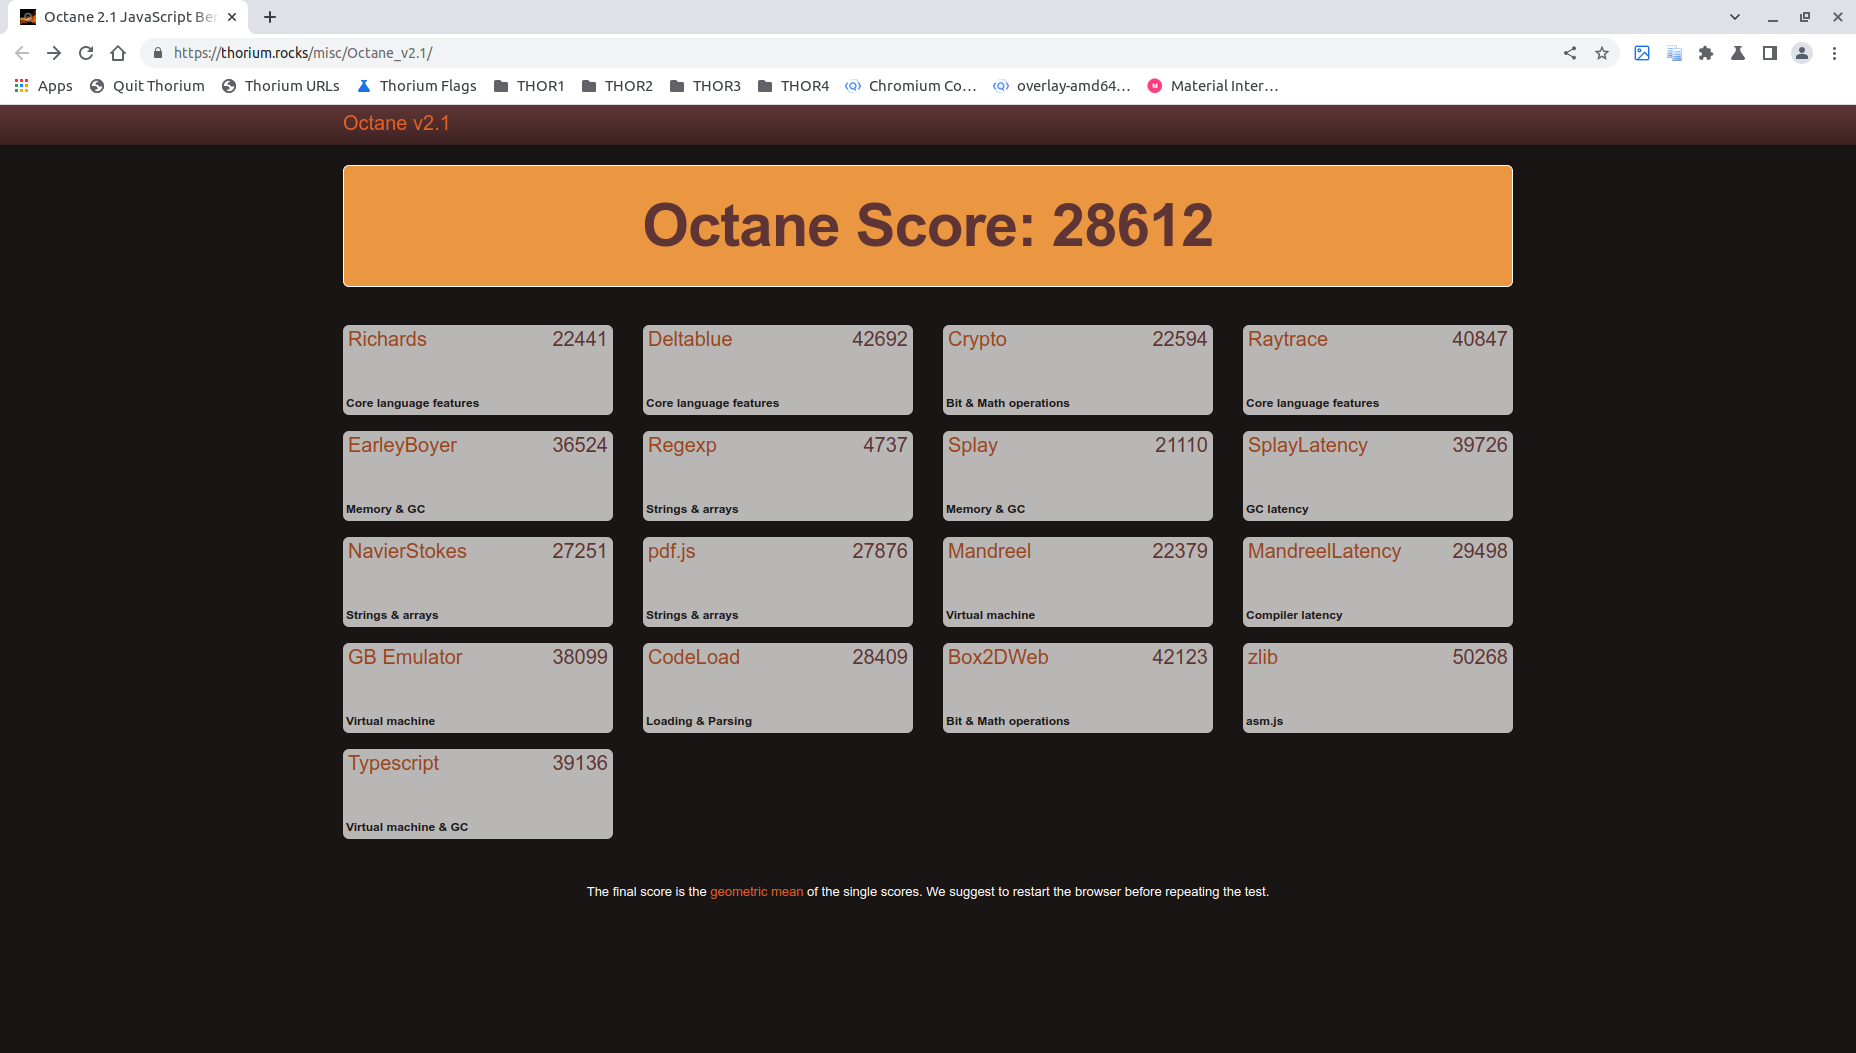 Octane 2.1 JavaScript Ber
https://thorium.rocks/misc/Octane_v2.1/
Apps Quit Thorium Thorium URLs Thorium Flags THOR1 THOR2 THOR3 THOR4 Chromium Co... overlay-amd64... Material Inter...
Octane v2.1
Octane Score: 28612
Richards 22441
Core language features
Deltablue 42692
Core language features
Crypto 22594
Bit & Math operations
Raytrace 40847
Core language features
EarleyBoyer 36524
Memory & GC
Regexp 4737
Strings & arrays
Splay 21110
Memory & GC
SplayLatency 39726
GC latency
NavierStokes 27251
Strings & arrays
pdf.js 27876
Strings & arrays
Mandreel 22379
Virtual machine
MandreelLatency 29498
Compiler latency
GB Emulator 38099
Virtual machine
CodeLoad 28409
Loading & Parsing
Box2DWeb 42123
Bit & Math operations
zlib 50268
asm.js
Typescript 39136
Virtual machine & GC
The final score is the geometric mean of the single scores. We suggest to restart the browser before repeating the test.